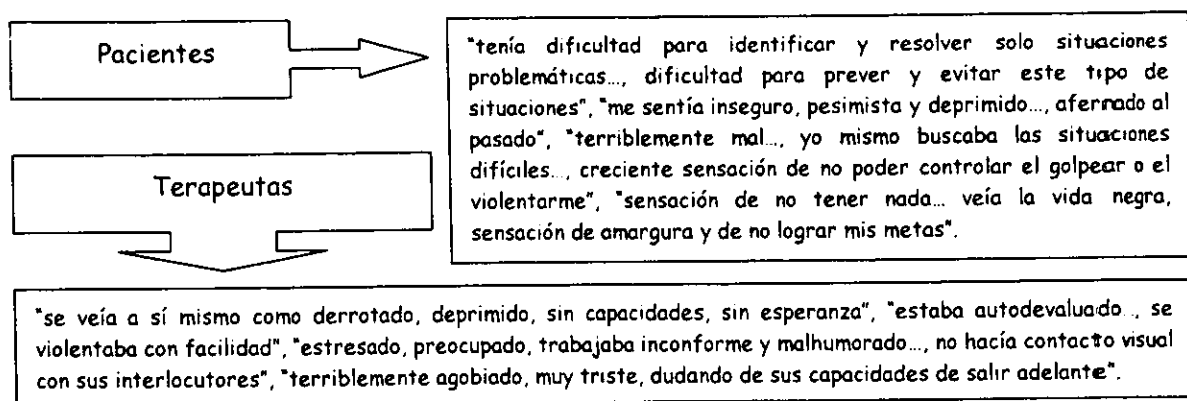 Pacientes
"tenía dificultad para identificar y resolver solo situaciones
problemáticas..., dificultad para prever y evitar este tipo de
situaciones", "me sentía inseguro, pesimista y deprimido..., aferrado al
pasado", "terriblemente mal..., yo mismo buscaba las situaciones
difíciles..., creciente sensación de no poder controlar el golpear o el
violentarme", "sensación de no tener nada... veía la vida negra,
sensación de amargura y de no lograr mis metas".
Terapeutas
"se veía a sí mismo como derrotado, deprimido, sin capacidades, sin esperanza", "estaba autodevaluado..., se
violentaba con facilidad", "estresado, preocupado, trabajaba inconforme y malhumorado..., no hacía contacto visual
con sus interlocutores", "terriblemente agobiado, muy triste, dudando de sus capacidades de salir adelante".